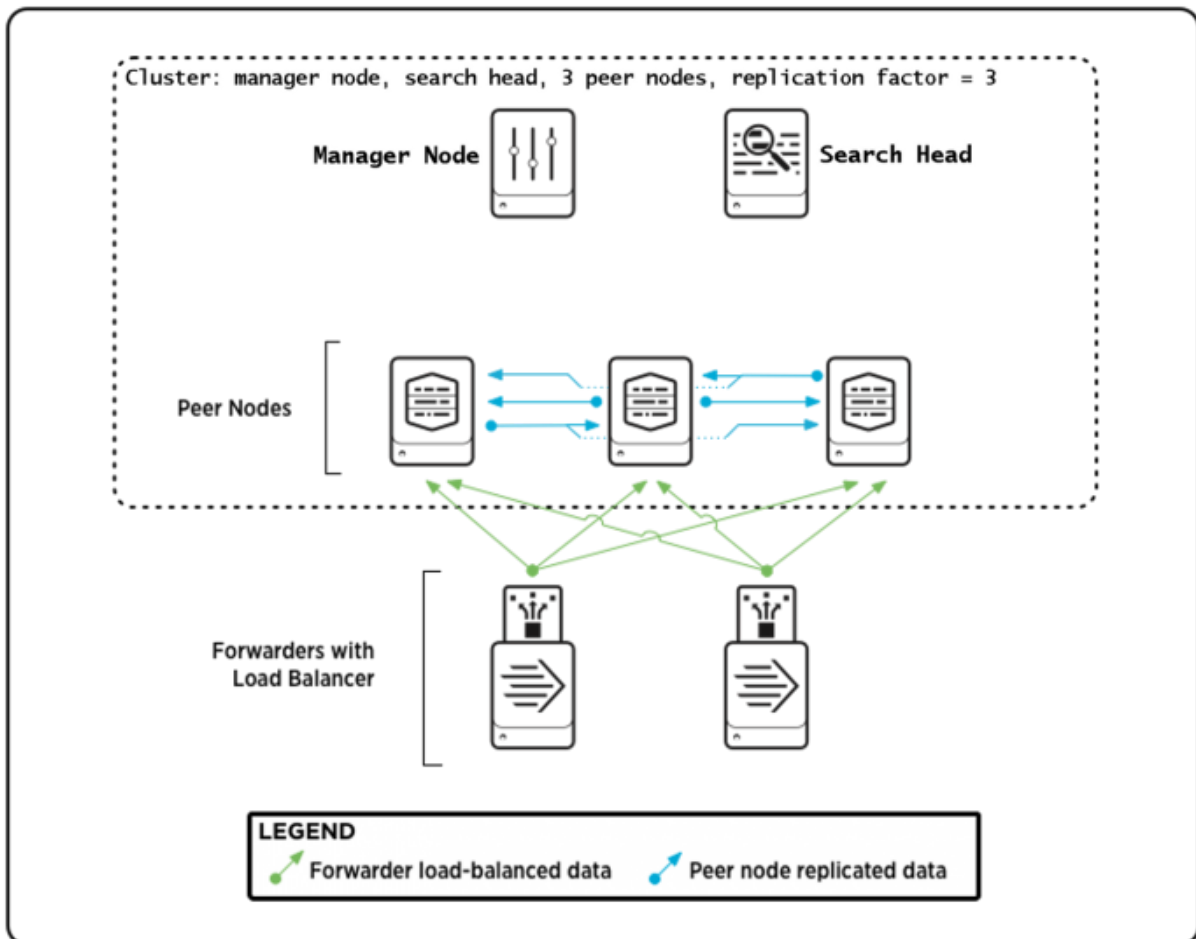 Cluster: manager node, search head, 3 peer nodes, replication factor = 3
Manager Node
Search Head
Peer Nodes
Forwarders with
Load Balancer
LEGEND
Forwarder load-balanced data
Peer node replicated data